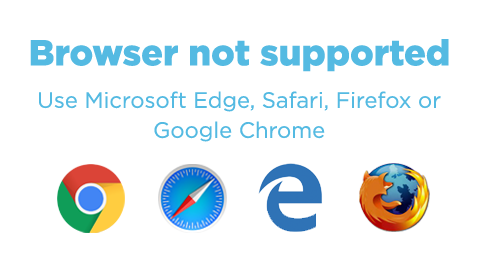 Browser not supported
Use Microsoft Edge, Safari, Firefox or
Google Chrome